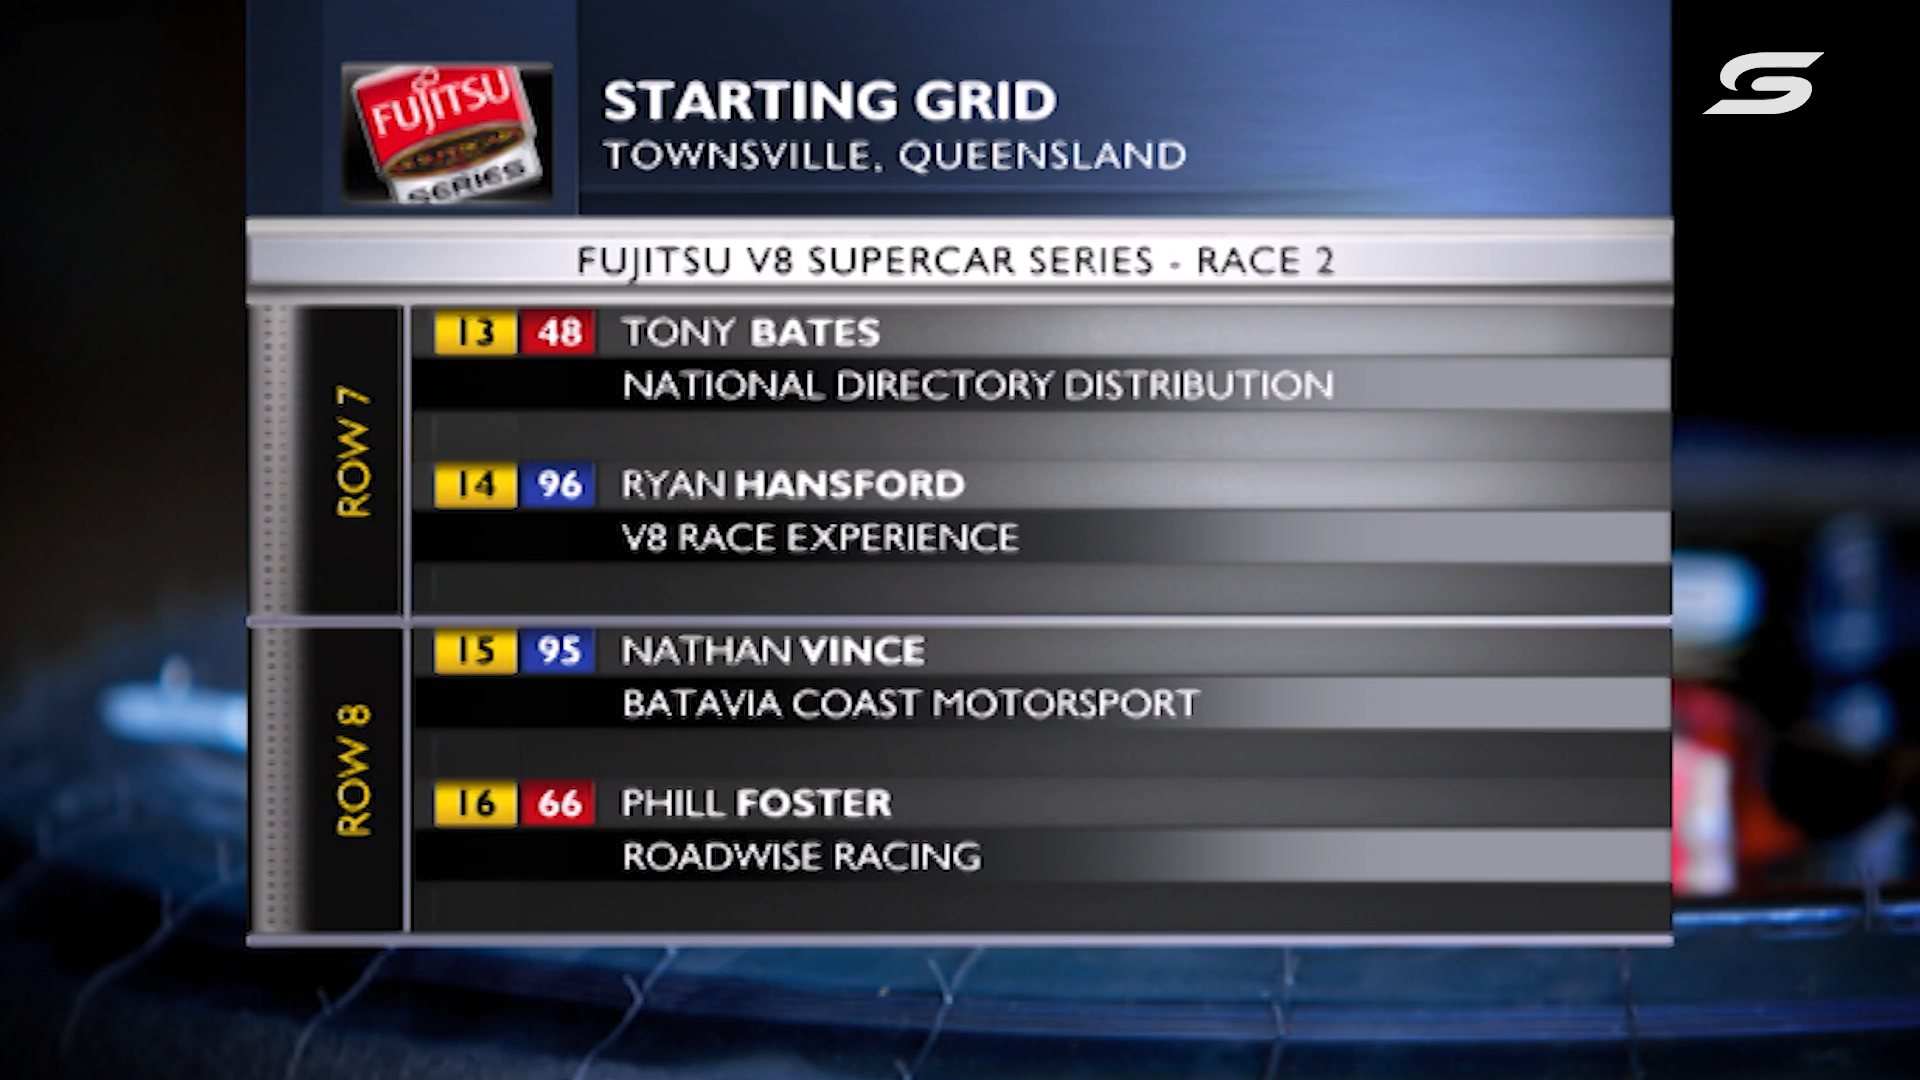 FUJITSU
SERIES
STARTING GRID
TOWNSVILLE, QUEENSLAND
FUJITSU V8 SUPERCAR SERIES - RACE 2
ROW 7
13 48 TONY BATES
NATIONAL DIRECTORY DISTRIBUTION
14 96 RYAN HANSFORD
V8 RACE EXPERIENCE
ROW 8
15 95 NATHAN VINCE
BATAVIA COAST MOTORSPORT
16 66 PHILL FOSTER
ROADWISE RACING